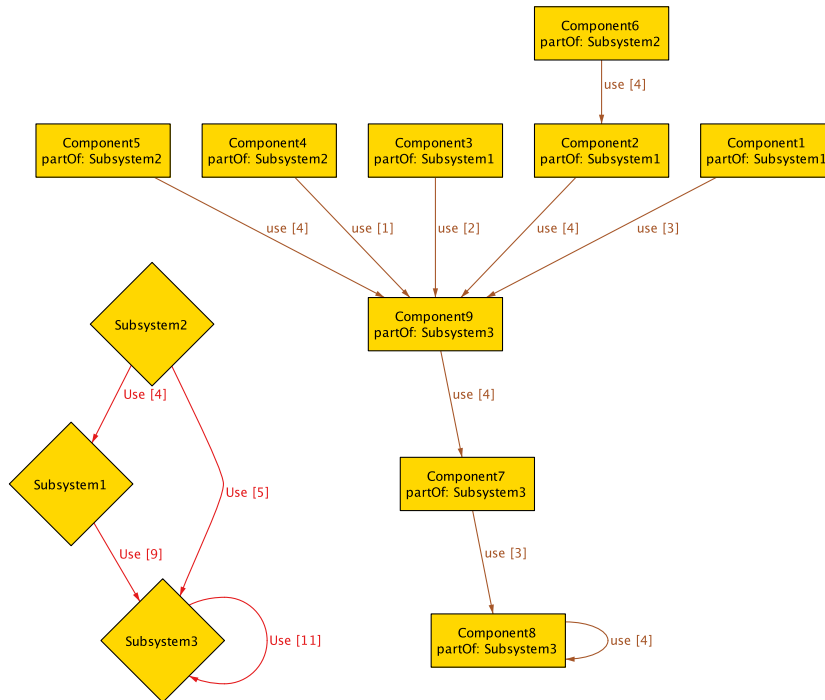 Component6
partOf: Subsystem2
use [4]
Component5
partOf: Subsystem2
Component4
partOf: Subsystem2
Component3
partOf: Subsystem1
Component2
partOf: Subsystem1
Component1
partOf: Subsystem1
use [4]
use [1]
use [2]
use [4]
use [3]
Component9
partOf: Subsystem3
Subsystem2
Use [4]
use [4]
Subsystem1
Component7
partOf: Subsystem3
Use [5]
Use [9]
use [3]
Subsystem3
Use [11]
Component8
partOf: Subsystem3
use [4]